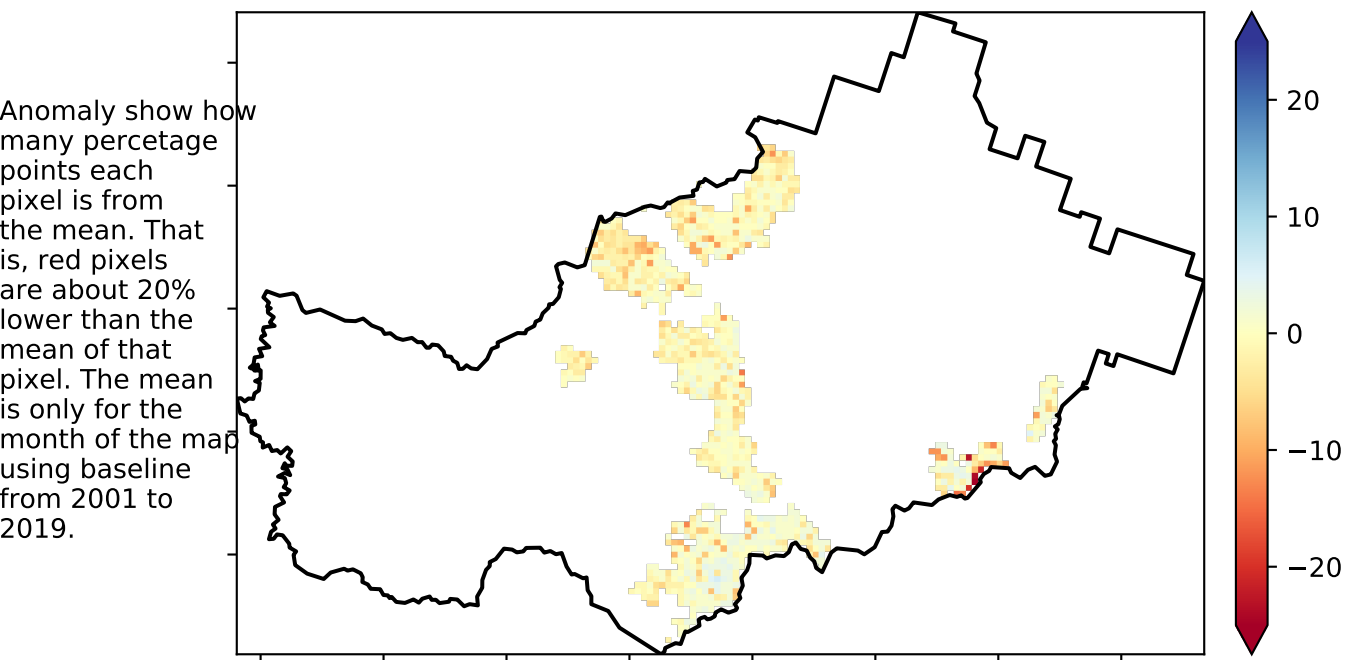 Anomaly show how
many percetage
points each
pixel is from
the mean. That
is, red pixels
are about 20%
lower than the
mean of that
pixel. The mean
is only for the
month of the map
using baseline
from 2001 to
2019.
20
10
0
−10
−20